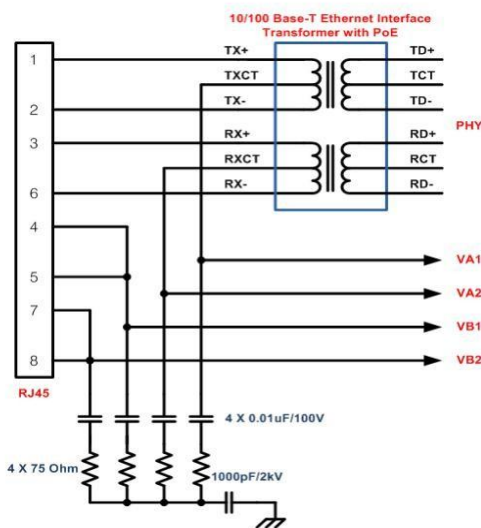 10/100 Base-T Ethernet Interface
Transformer with PoE
1 TX+ TD+
TXCT TCT
2 TX- TD-
3 RX+ RD+
PHY
RXCT RCT
6 RX- RD-
4
VA1
5
VA2
7
VB1
8
VB2
RJ45
4 X 0.01uF/100V
4 X 75 Ohm
1000pF/2kV